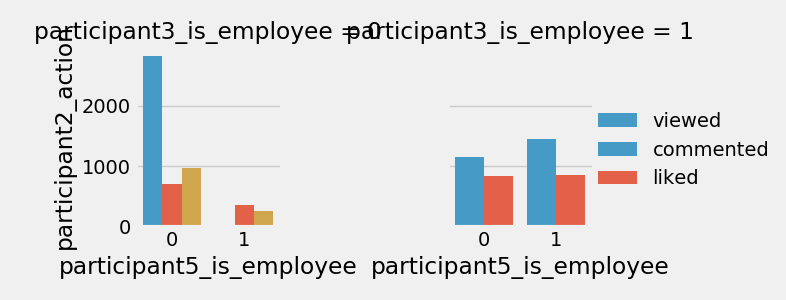 participant3_is_employee = 0
participant3_is_employee = 1
participant2_action
2000
1000
0
0
1
0
1
participant5_is_employee
participant5_is_employee
viewed
commented
liked